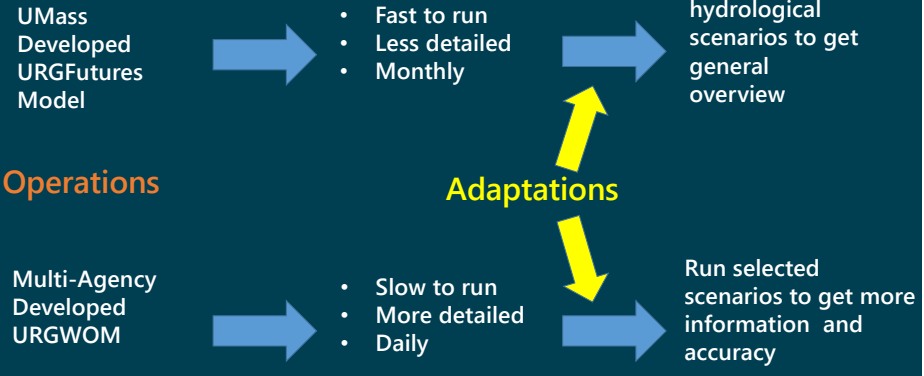 UMass
Developed
URGFutures
Model
• Fast to run
• Less detailed
• Monthly
hydrological
scenarios to get
general
overview
Operations
Adaptations
Multi-Agency
Developed
URGWOM
• Slow to run
• More detailed
• Daily
Run selected
scenarios to get more
information and
accuracy